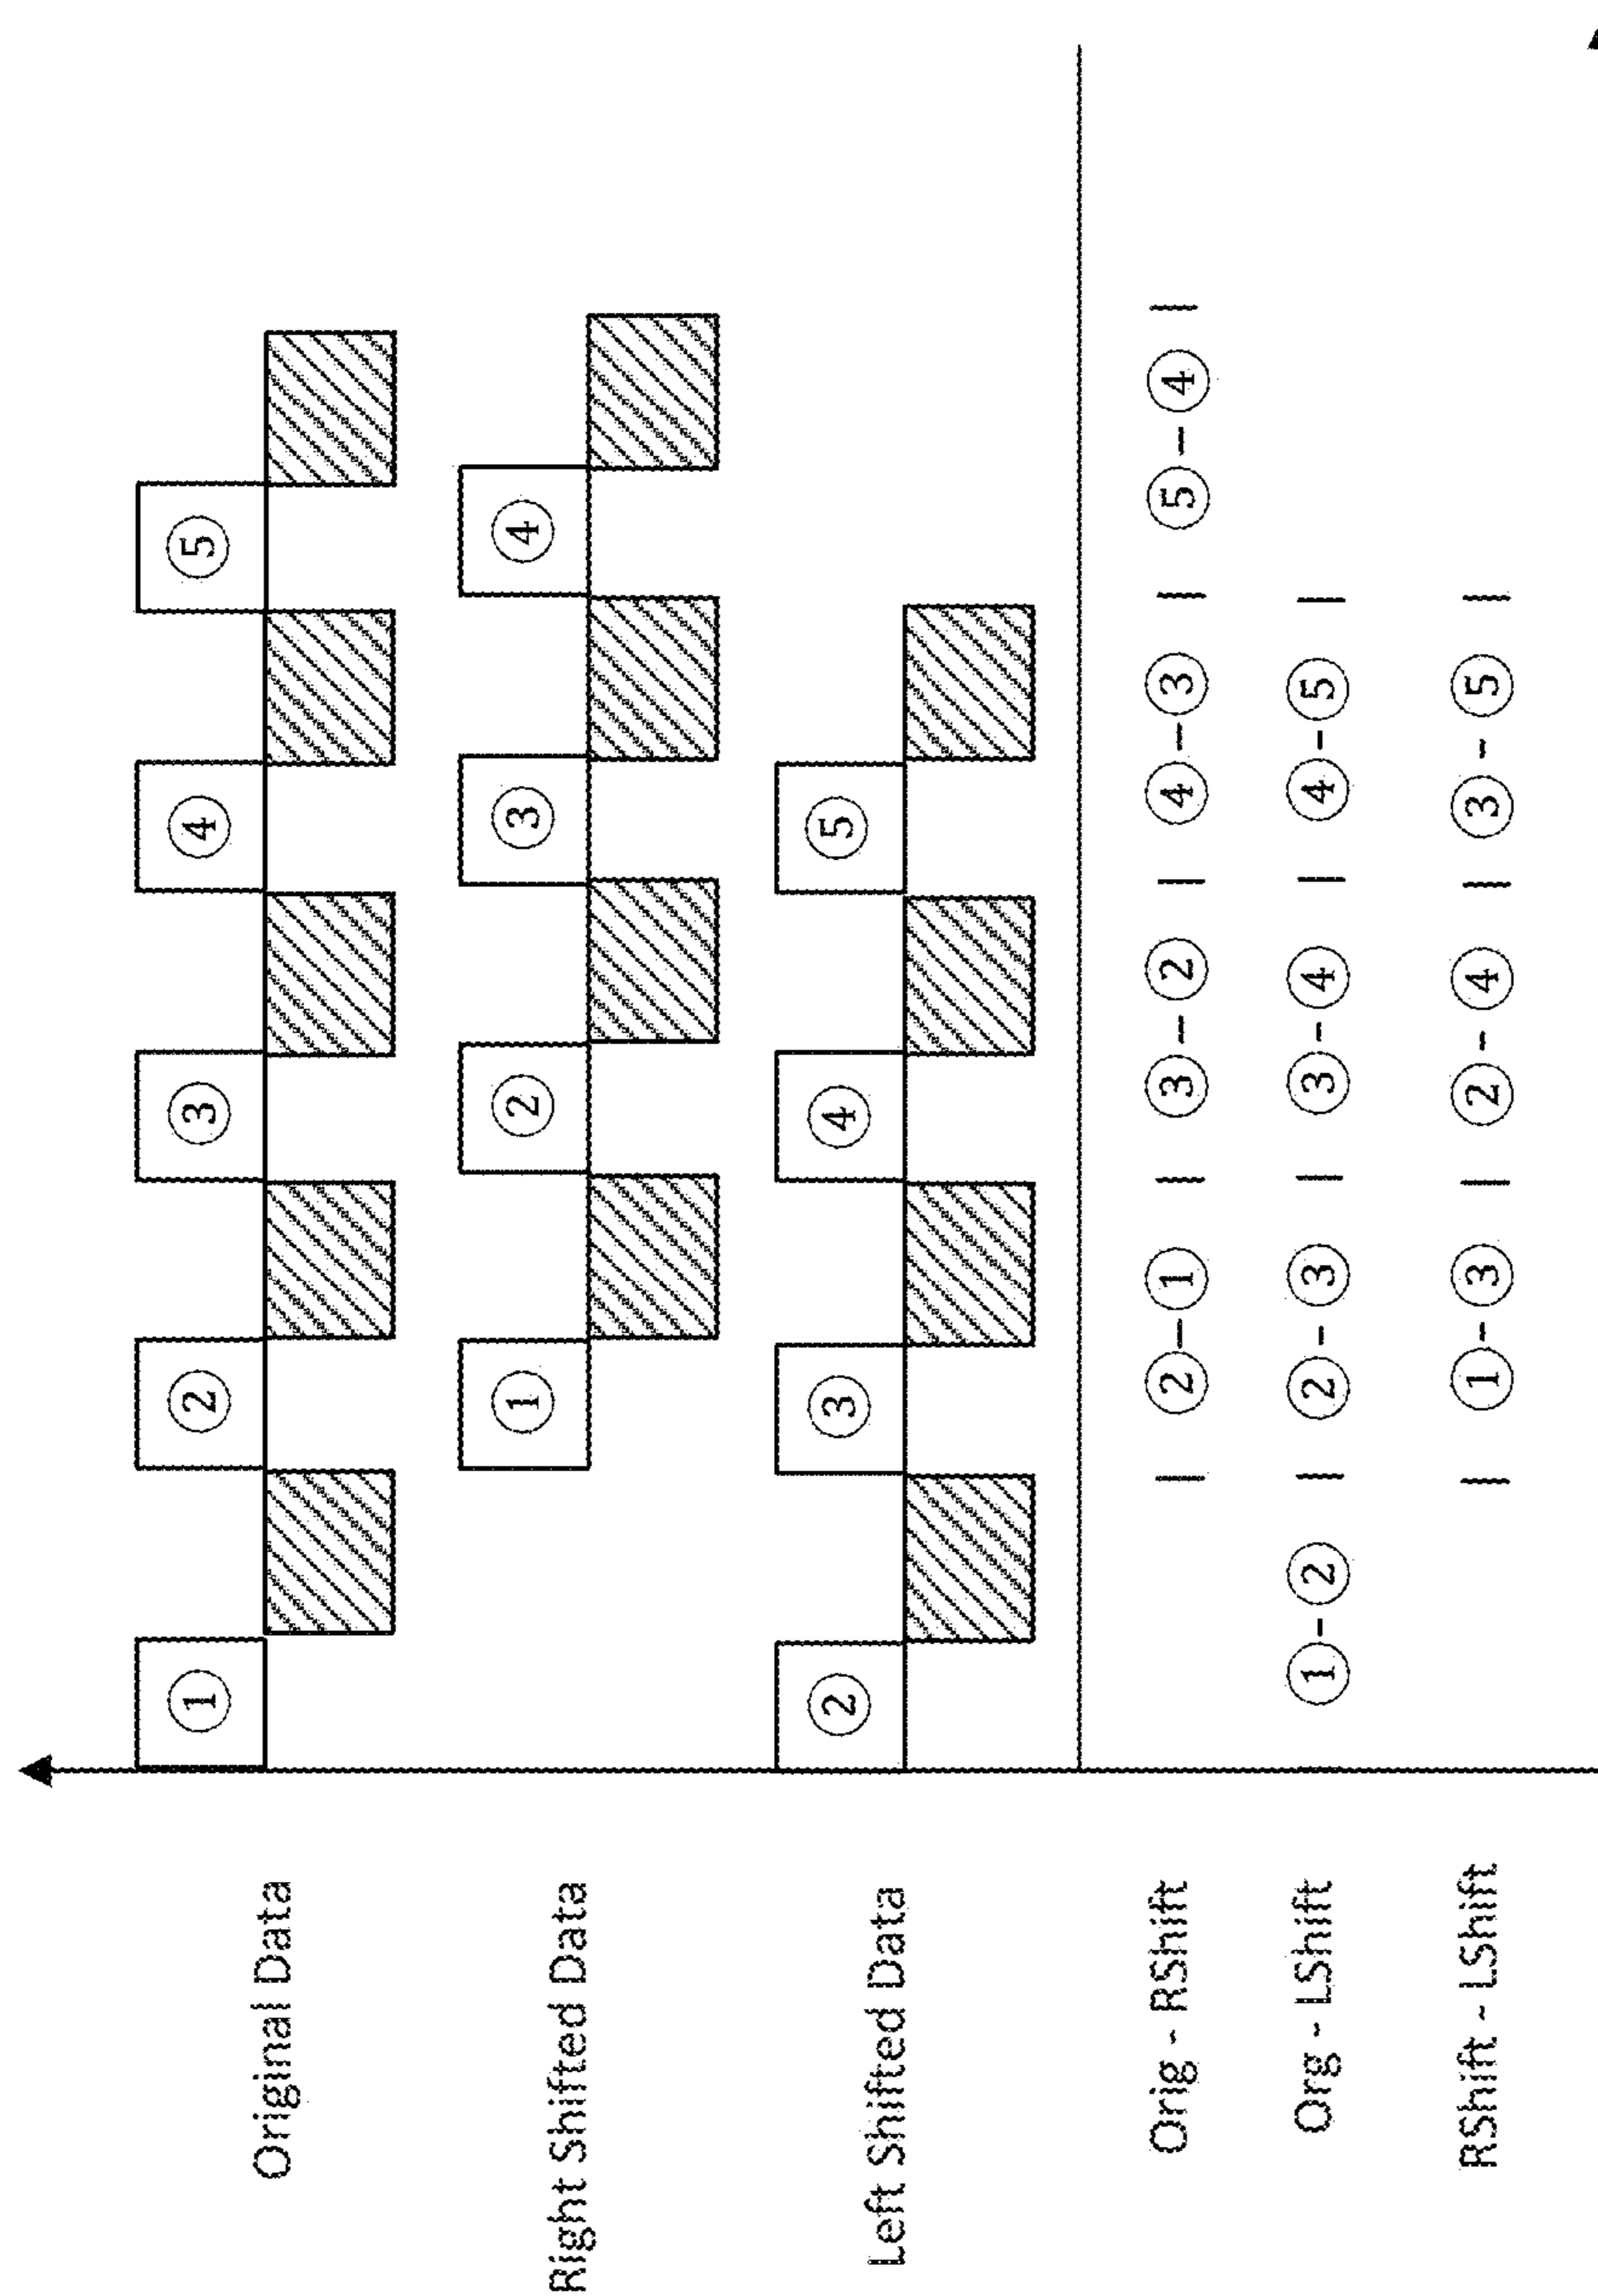 Original Data ① ② ③ ④ ⑤
Right Shifted Data ① ② ③ ④
Left Shifted Data ② ③ ④ ⑤
Orig - RShift | ② – ① | ③ – ② | ④ – ③ | ⑤ – ④ |
Org - LShift | ① - ② | ② - ③ | ③ - ④ | ④ - ⑤ |
RShift - LShift | ① - ③ | ② - ④ | ③ - ⑤ |